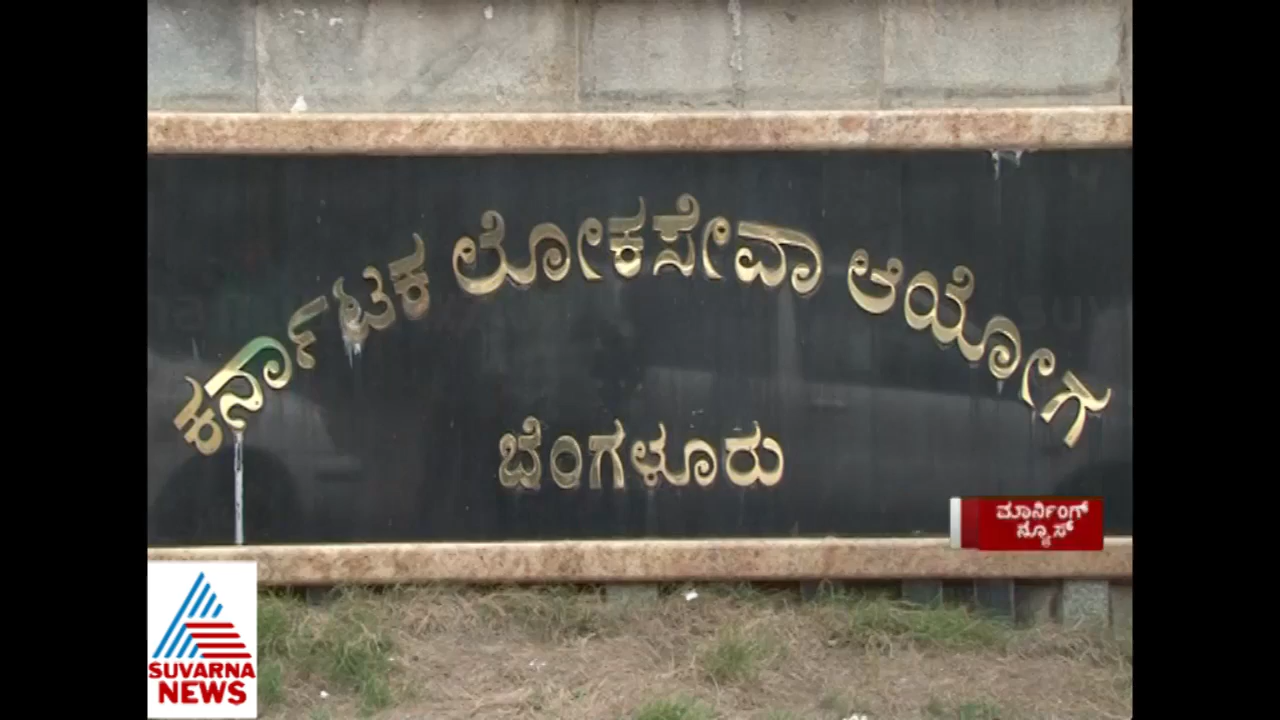 ಕರ್ನಾಟಕ ಲೋಕಸೇವಾ ಆಯೋಗ
ಬೆಂಗಳೂರು
ಮಾರ್ನಿಂಗ್
ನ್ಯೂಸ್
SUVARNA
NEWS